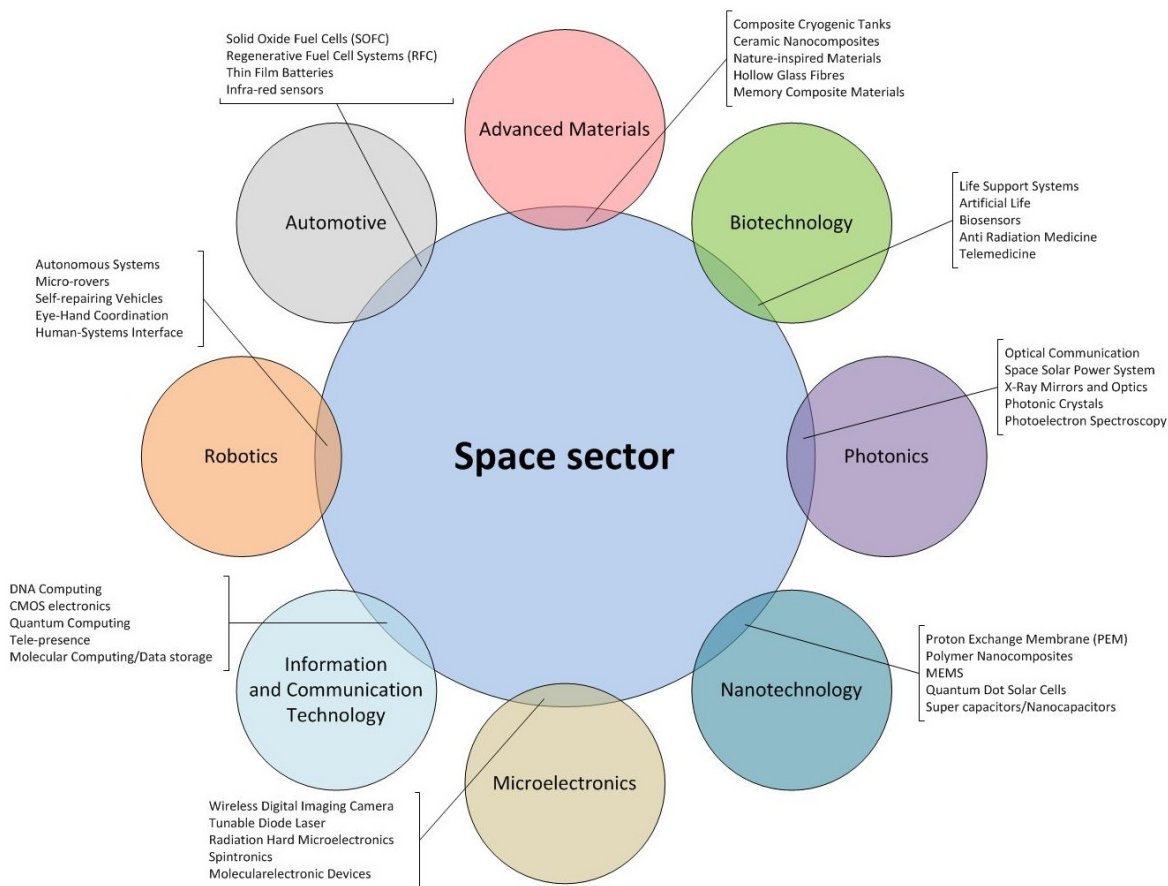 Solid Oxide Fuel Cells (SOFC)
Regenerative Fuel Cell Systems (RFC)
Thin Film Batteries
Infra-red sensors
Composite Cryogenic Tanks
Ceramic Nanocomposites
Nature-inspired Materials
Hollow Glass Fibres
Memory Composite Materials
Advanced Materials
Automotive
Biotechnology
Life Support Systems
Artificial Life
Biosensors
Anti Radiation Medicine
Telemedicine
Autonomous Systems
Micro-rovers
Self-repairing Vehicles
Eye-Hand Coordination
Human-Systems Interface
Optical Communication
Space Solar Power System
X-Ray Mirrors and Optics
Photonic Crystals
Photoelectron Spectroscopy
Robotics
Space sector
Photonics
DNA Computing
CMOS electronics
Quantum Computing
Tele-presence
Molecular Computing/Data storage
Information
and Communication
Technology
Nanotechnology
Proton Exchange Membrane (PEM)
Polymer Nanocomposites
MEMS
Quantum Dot Solar Cells
Super capacitors/Nanocapacitors
Microelectronics
Wireless Digital Imaging Camera
Tunable Diode Laser
Radiation Hard Microelectronics
Spintronics
Molecularelectronic Devices